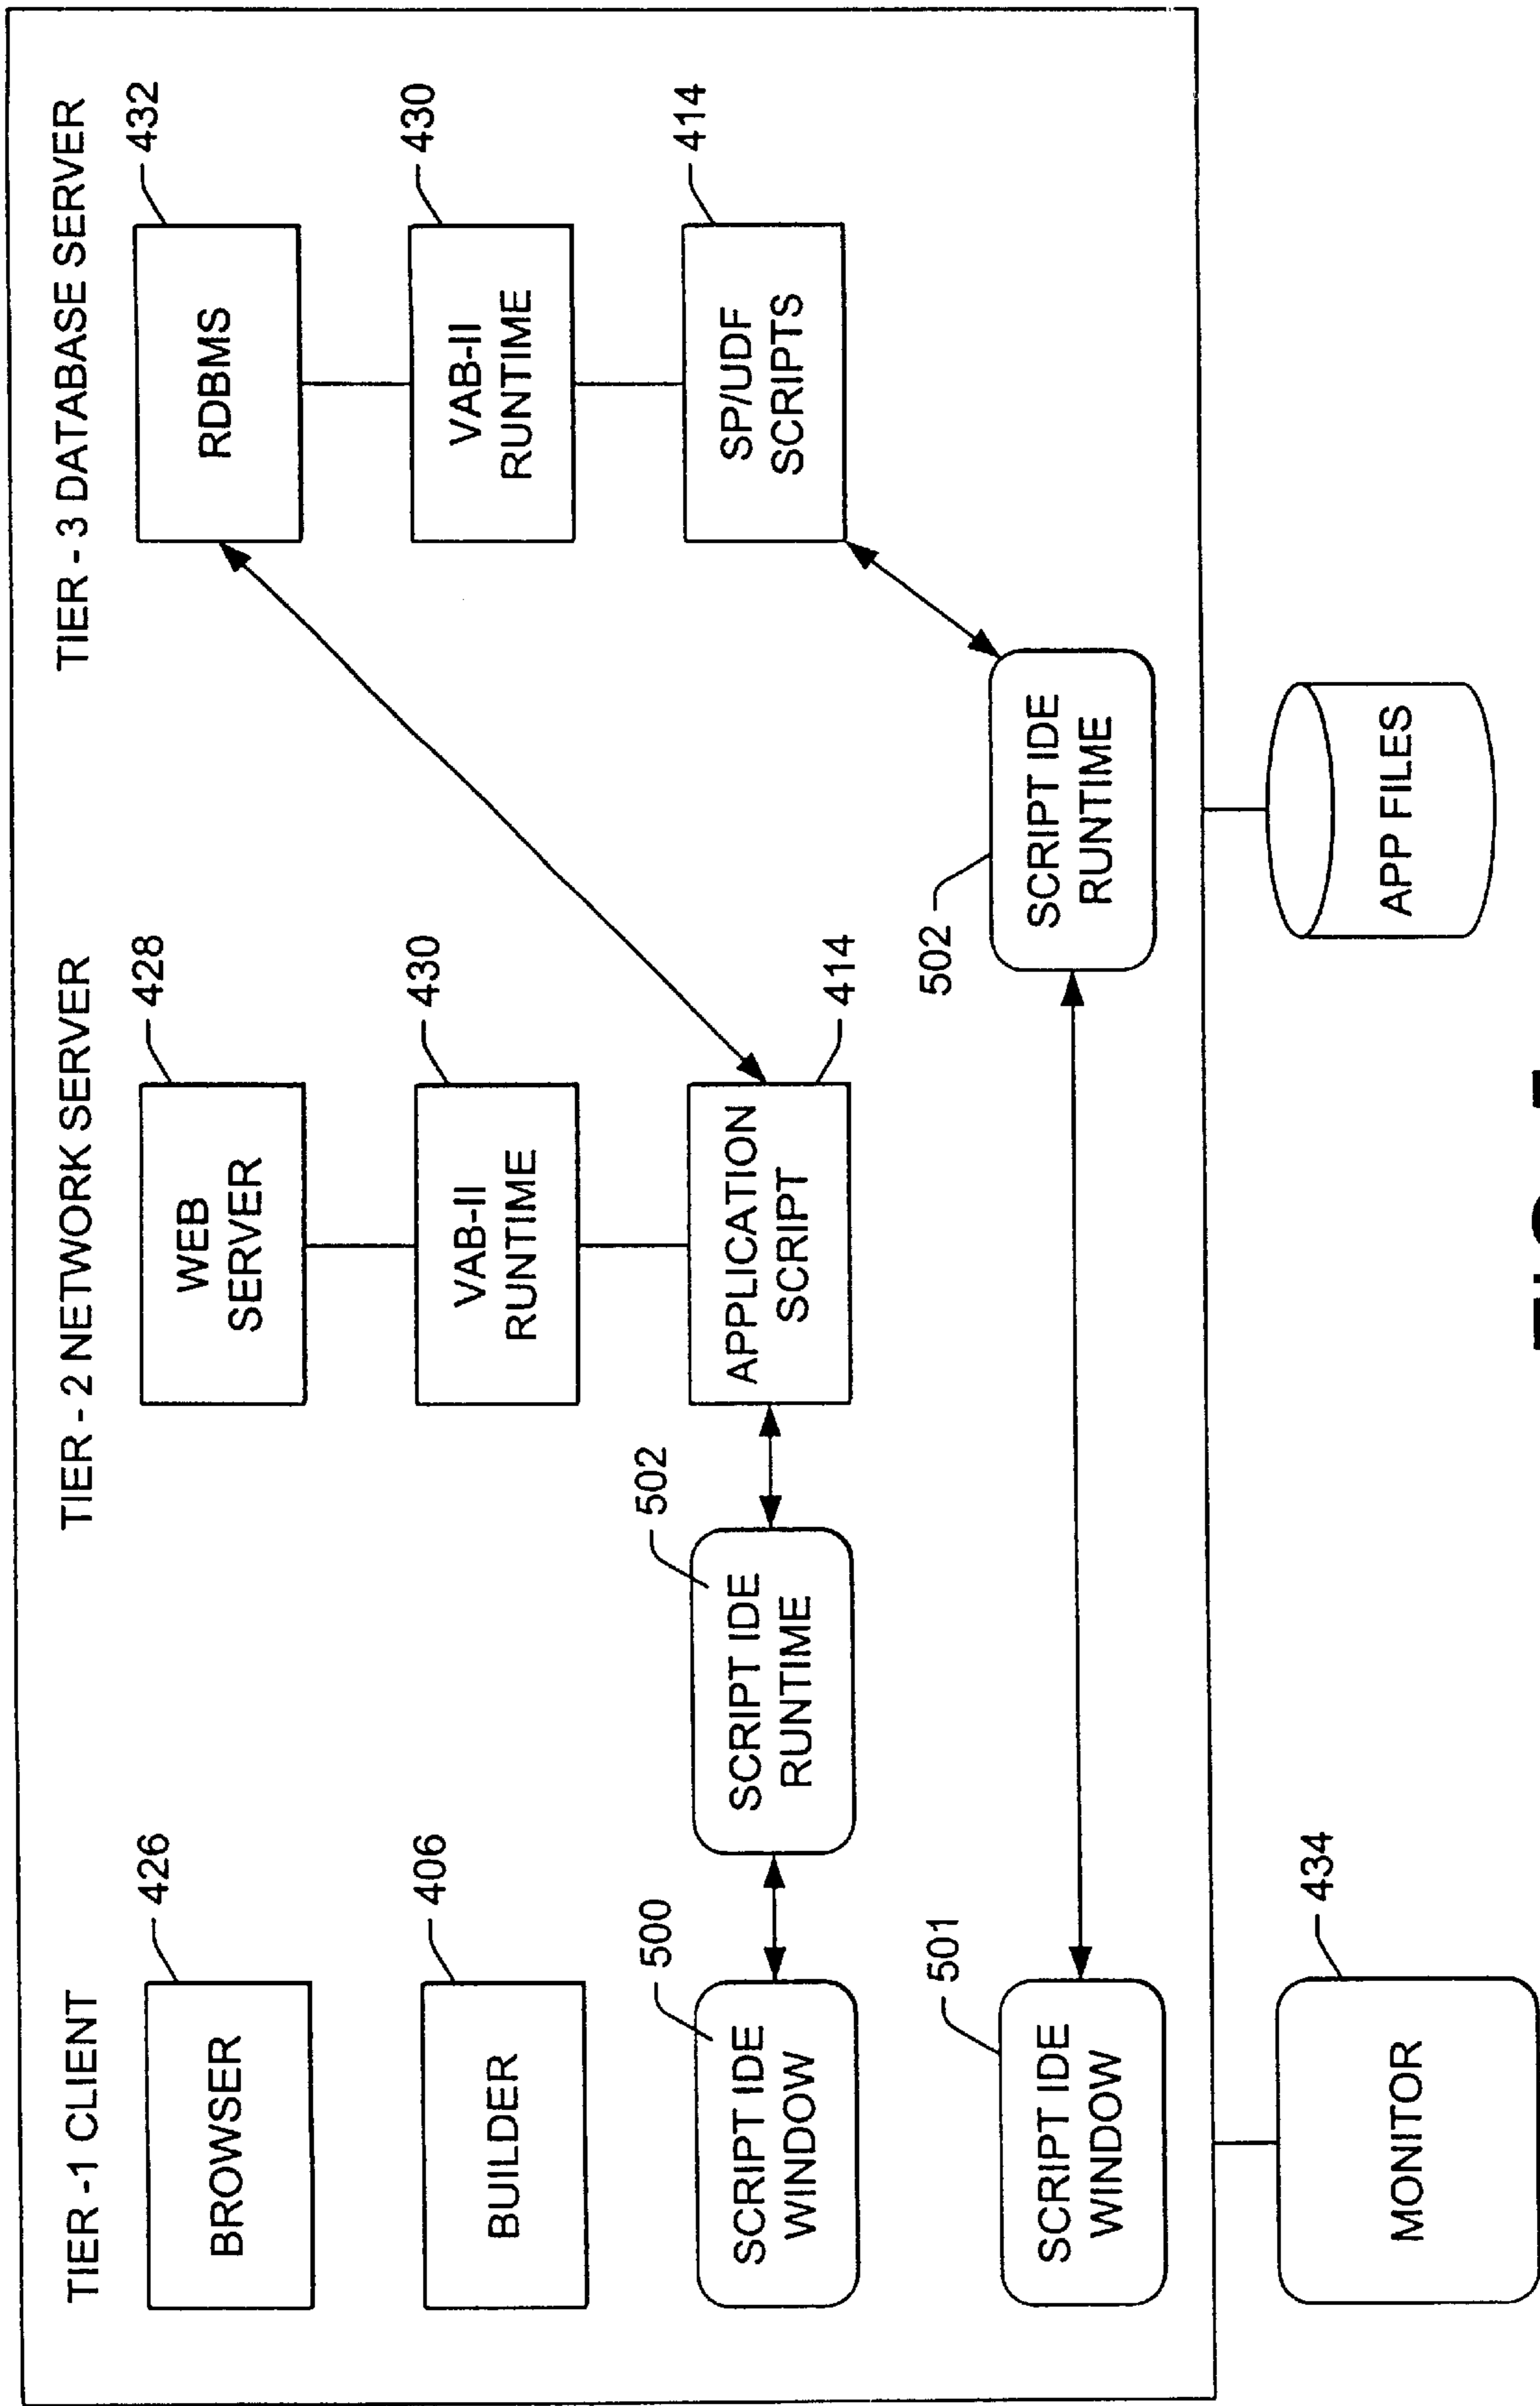 TIER -1 CLIENT
TIER - 2 NETWORK SERVER
TIER - 3 DATABASE SERVER
426
428
432
BROWSER
WEB
SERVER
RDBMS
406
430
430
BUILDER
VAB-II
RUNTIME
VAB-II
RUNTIME
500
502
414
414
SCRIPT IDE
WINDOW
SCRIPT IDE
RUNTIME
APPLICATION
SCRIPT
SP/UDF
SCRIPTS
501
502
SCRIPT IDE
WINDOW
SCRIPT IDE
RUNTIME
434
MONITOR
APP FILES